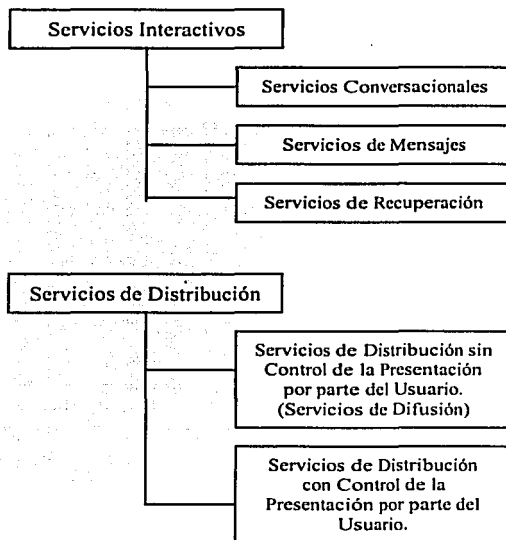 Servicios Interactivos
Servicios Conversacionales
Servicios de Mensajes
Servicios de Recuperación
Servicios de Distribución
Servicios de Distribución sin
Control de la Presentación
por parte del Usuario.
(Servicios de Difusión)
Servicios de Distribución
con Control de la
Presentación por parte del
Usuario.